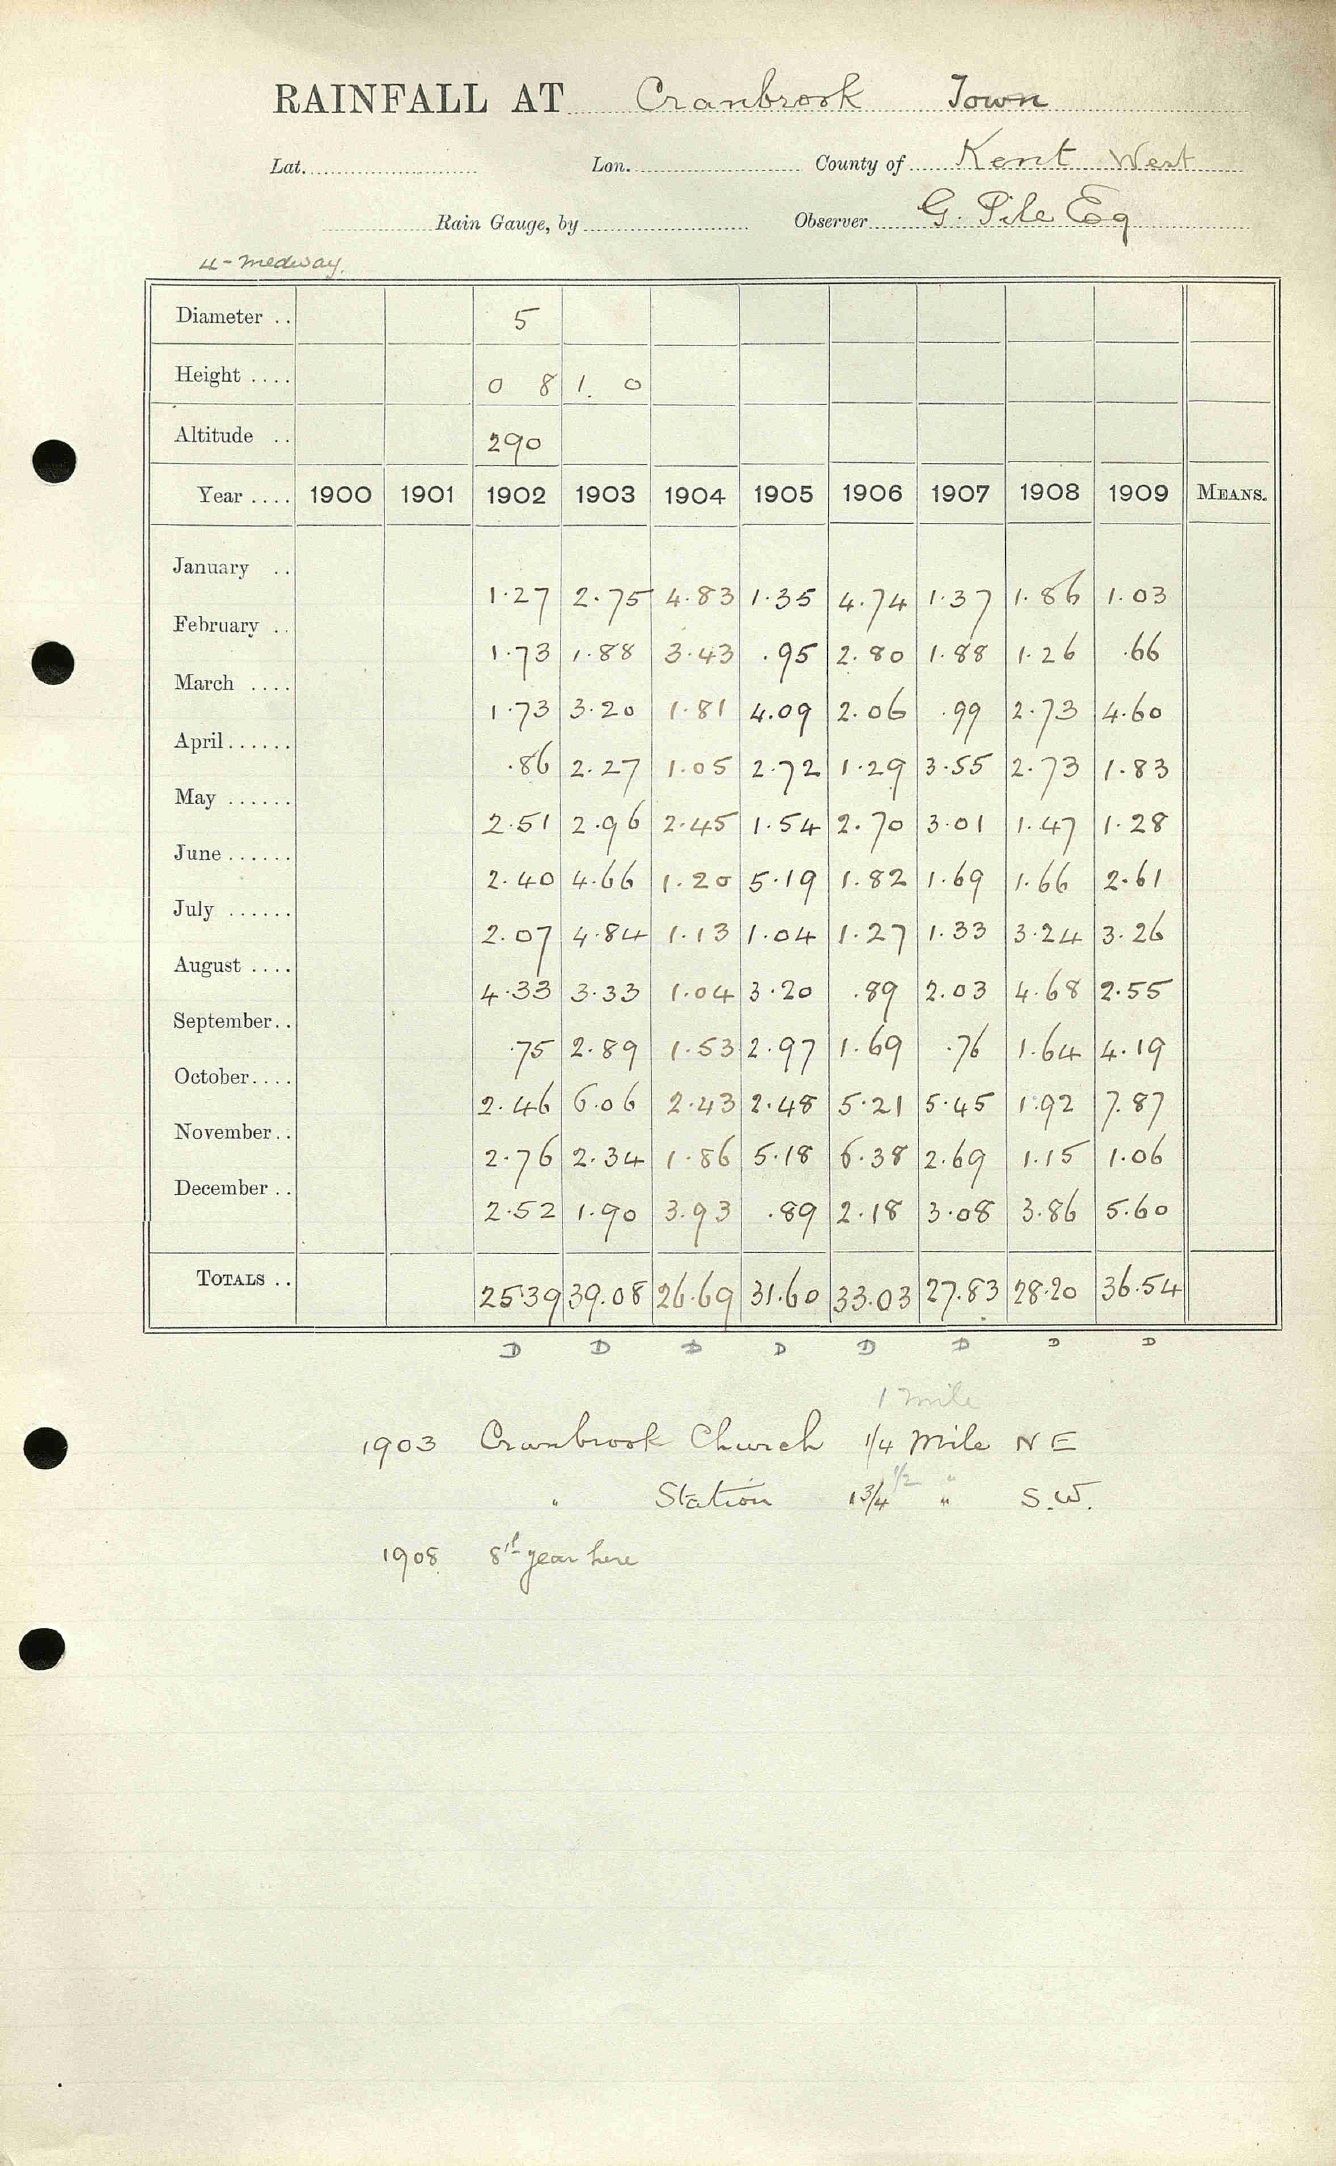 RAINFALL AT Cranbrook Town
Lat. Lon. County of Kent West
Rain Gauge, by Observer G. Pile Esq
4 - Medway.
Diameter .. 5
Height .... 0 8 1. 0
Altitude .. 290
Year .... 1900 1901 1902 1903 1904 1905 1906 1907 1908 1909 MEANS.
January .. 1.27 2.75 4.83 1.35 4.74 1.37 1.86 1.03
February .. 1.73 1.88 3.43 .95 2.80 1.88 1.26 .66
March .... 1.73 3.20 1.81 4.09 2.06 .99 2.73 4.60
April ...... .86 2.27 1.05 2.72 1.29 3.55 2.73 1.83
May ...... 2.51 2.96 2.45 1.54 2.70 3.01 1.47 1.28
June ...... 2.40 4.66 1.20 5.19 1.82 1.69 1.66 2.61
July ...... 2.07 4.84 1.13 1.04 1.27 1.33 3.24 3.26
August .... 4.33 3.33 1.04 3.20 .89 2.03 4.68 2.55
September.. .75 2.89 1.53 2.97 1.69 .76 1.64 4.19
October.... 2.46 6.06 2.43 2.48 5.21 5.45 1.92 7.87
November.. 2.76 2.34 1.86 5.18 6.38 2.69 1.15 1.06
December .. 2.52 1.90 3.93 .89 2.18 3.08 3.86 5.60
TOTALS .. 25.39 39.08 26.69 31.60 33.03 27.83 28.20 36.54
D D D D D D D D
1 mile
1903 Cranbrook Church 1/4 Mile N E
1/2 "
" Station 1 3/4 " S.W.
1908 8th year here